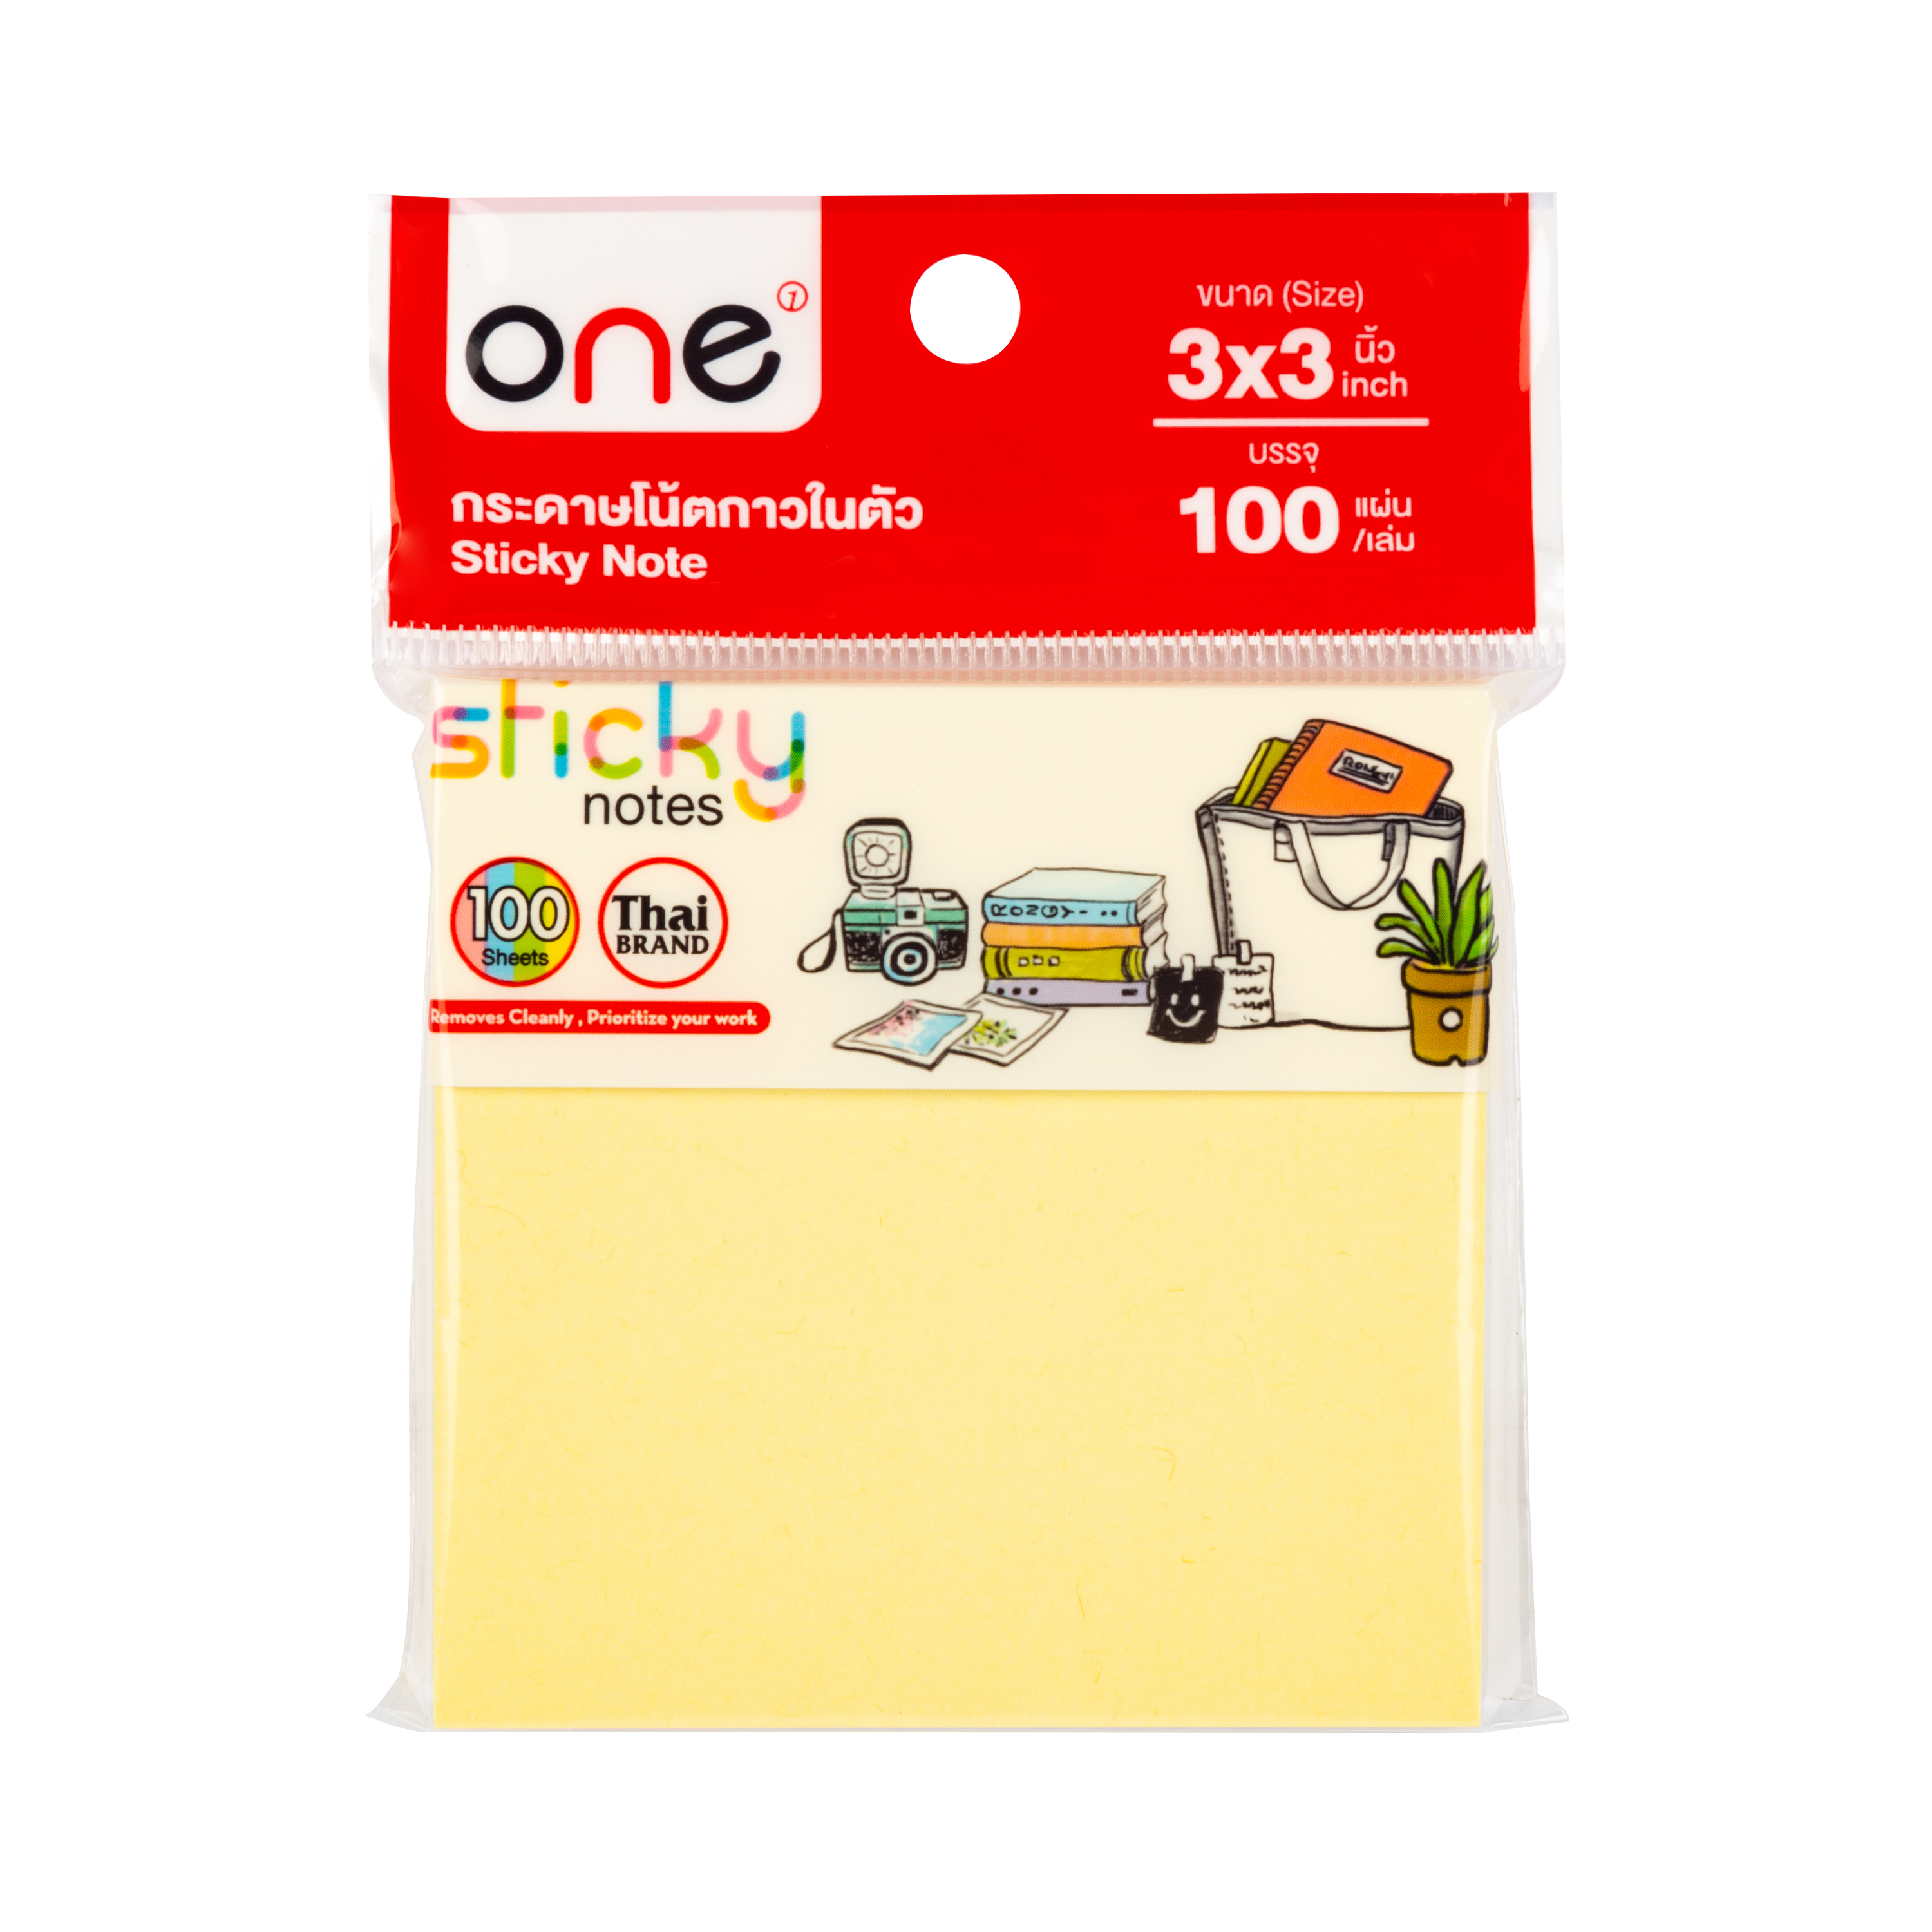 one
1
กระดาษโน้ตกาวในตัว
Sticky Note
ขนาด (Size)
3x3 นิ้ว
inch
บรรจุ
100 แผ่น
/เล่ม
sticky
notes
100
Sheets
Thai
BRAND
Removes Cleanly , Prioritize your work
RONGY!